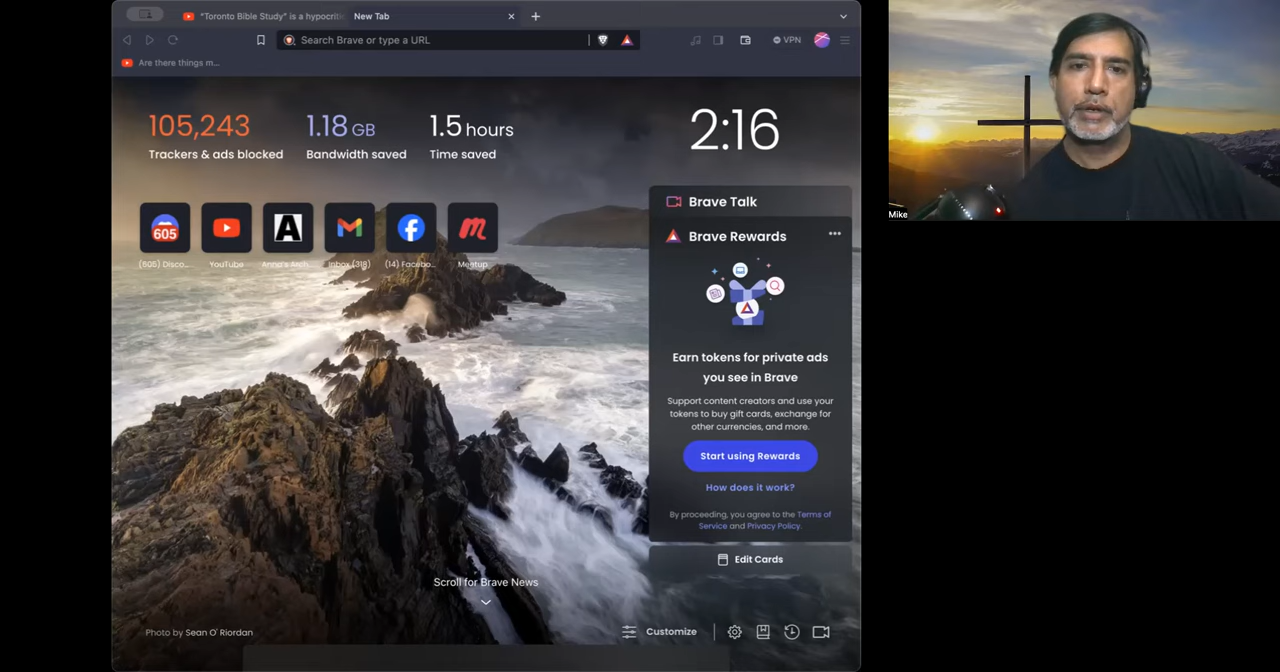 "Toronto Bible Study" is a hypocriti
New Tab
Search Brave or type a URL
VPN
Are there things m...
105,243
Trackers & ads blocked
1.18 GB
Bandwidth saved
1.5 hours
Time saved
2:16
Brave Talk
Brave Rewards
605
A
m
(605) Disco...
YouTube
Anna's Arch...
Inbox (318)
(14) Facebo...
Meetup
Earn tokens for private ads
you see in Brave
Support content creators and use your
tokens to buy gift cards, exchange for
other currencies, and more.
Start using Rewards
How does it work?
By proceeding, you agree to the Terms of
Service and Privacy Policy.
Edit Cards
Scroll for Brave News
Photo by Sean O' Riordan
Customize
Mike